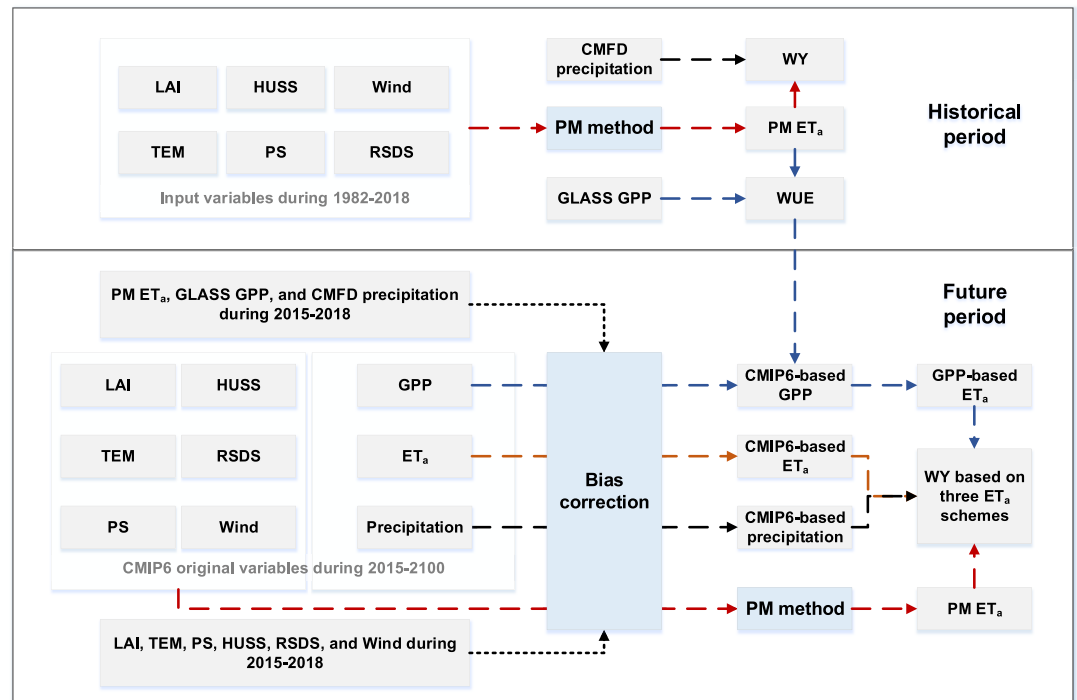 CMFD
precipitation
WY
LAI
HUSS
Wind
Historical
period
PM method
PM ETₐ
TEM
PS
RSDS
Input variables during 1982-2018
GLASS GPP
WUE
PM ETₐ, GLASS GPP, and CMFD precipitation
during 2015-2018
Future
period
LAI
HUSS
GPP
CMIP6-based
GPP
GPP-based
ETₐ
TEM
RSDS
ETₐ
Bias
correction
CMIP6-based
ETₐ
WY based on
three ETₐ
schemes
PS
Wind
Precipitation
CMIP6-based
precipitation
CMIP6 original variables during 2015-2100
PM method
PM ETₐ
LAI, TEM, PS, HUSS, RSDS, and Wind during
2015-2018